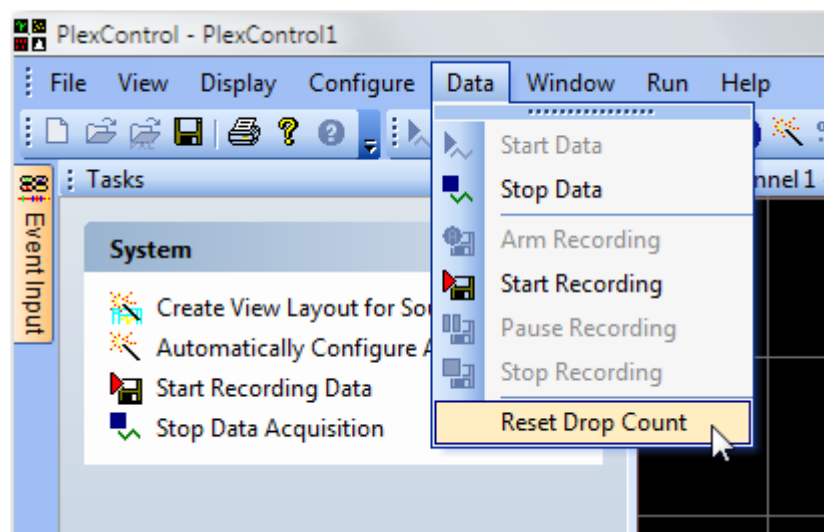 PlexControl - PlexControl1
File View Display Configure Data Window Run Help
Tasks
Event Input
System
Create View Layout for Sou
Automatically Configure A
Start Recording Data
Stop Data Acquisition
Start Data
Stop Data
Arm Recording
Start Recording
Pause Recording
Stop Recording
Reset Drop Count
nnel 1